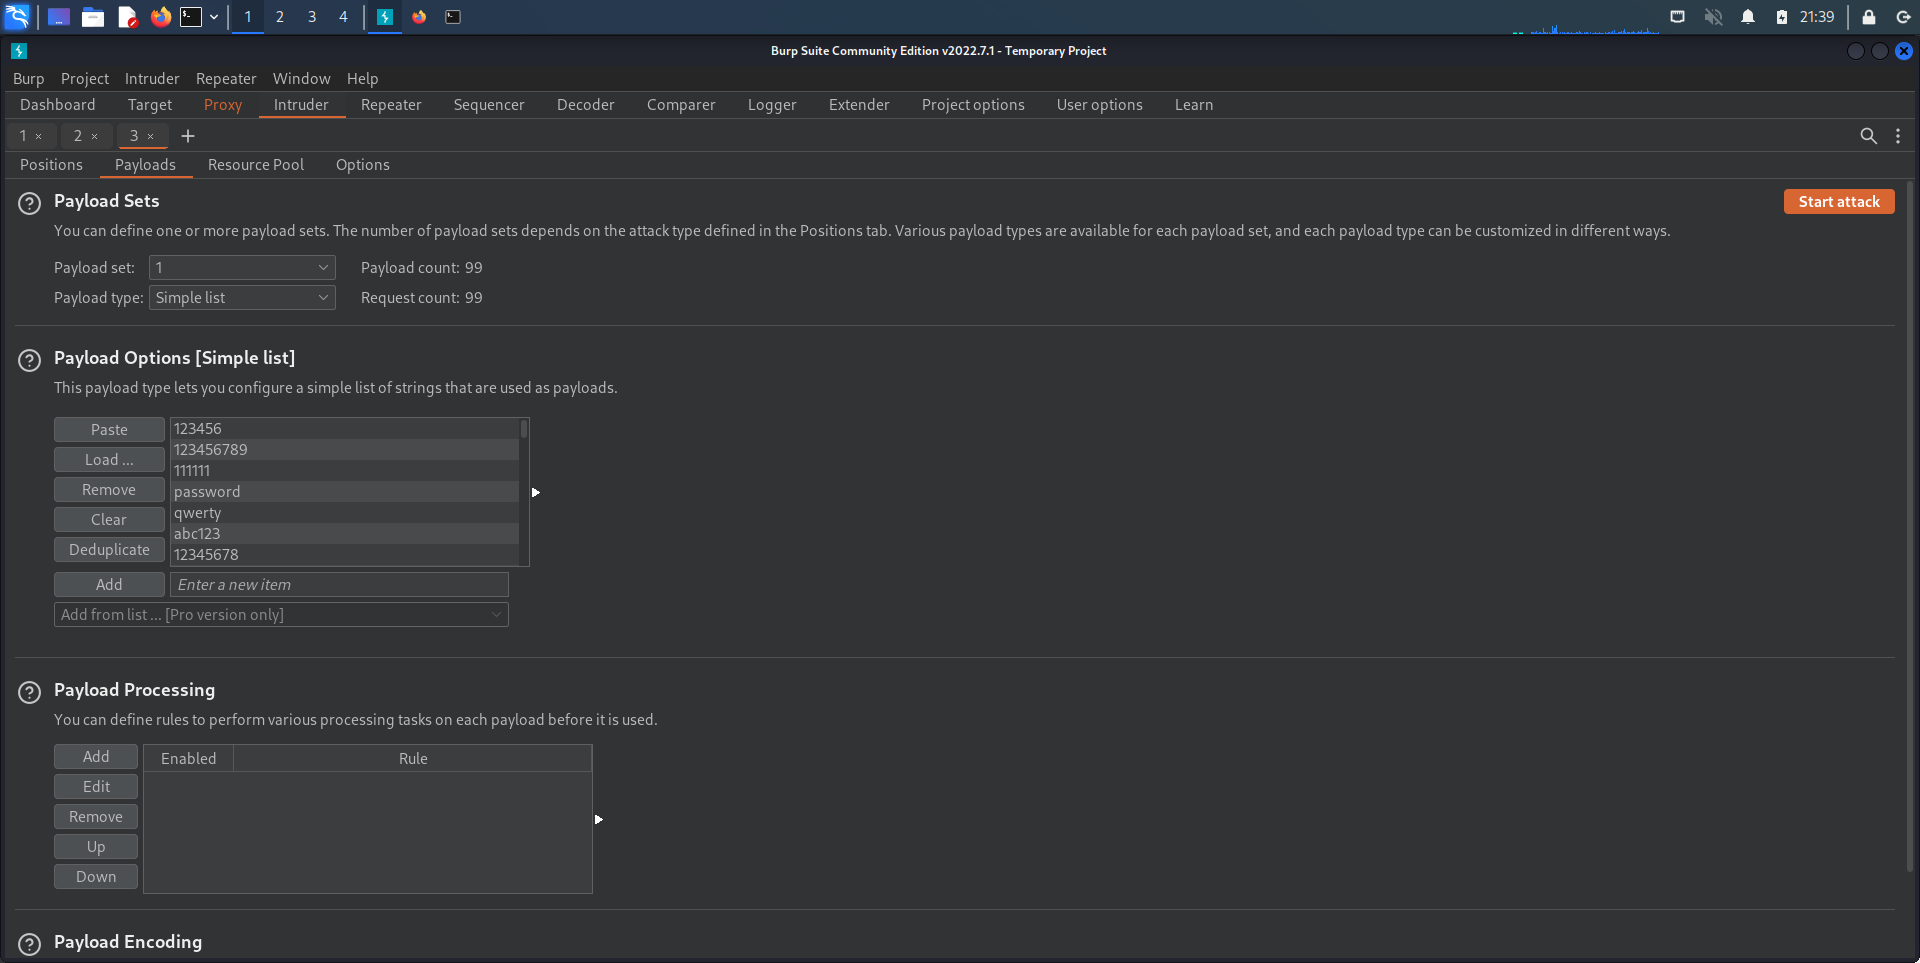 1 2 3 4 21:39
Burp Suite Community Edition v2022.7.1 - Temporary Project
Burp Project Intruder Repeater Window Help
Dashboard Target Proxy Intruder Repeater Sequencer Decoder Comparer Logger Extender Project options User options Learn
1 × 2 × 3 × +
Positions Payloads Resource Pool Options
? Payload Sets Start attack
You can define one or more payload sets. The number of payload sets depends on the attack type defined in the Positions tab. Various payload types are available for each payload set, and each payload type can be customized in different ways.
Payload set: 1 Payload count: 99
Payload type: Simple list Request count: 99
? Payload Options [Simple list]
This payload type lets you configure a simple list of strings that are used as payloads.
Paste
Load ...
Remove
Clear
Deduplicate
123456
123456789
111111
password
qwerty
abc123
12345678
Add Enter a new item
Add from list ... [Pro version only]
? Payload Processing
You can define rules to perform various processing tasks on each payload before it is used.
Add
Edit
Remove
Up
Down
Enabled Rule
? Payload Encoding